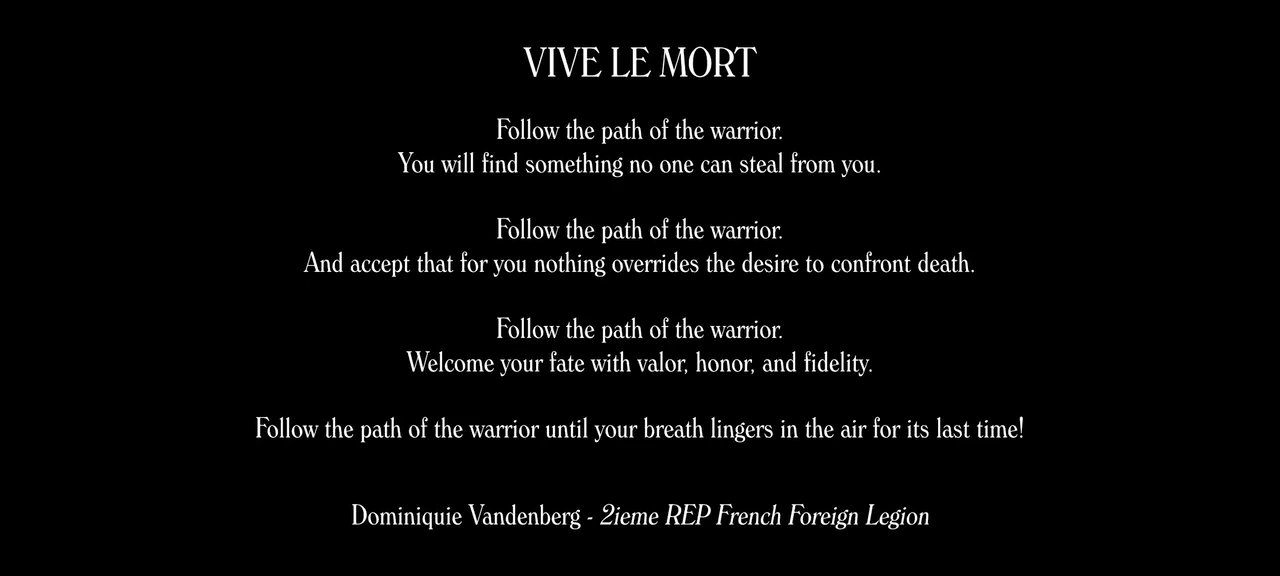 VIVE LE MORT
Follow the path of the warrior.
You will find something no one can steal from you.
Follow the path of the warrior.
And accept that for you nothing overrides the desire to confront death.
Follow the path of the warrior.
Welcome your fate with valor, honor, and fidelity.
Follow the path of the warrior until your breath lingers in the air for its last time!
Dominiquie Vandenberg - 2ieme REP French Foreign Legion